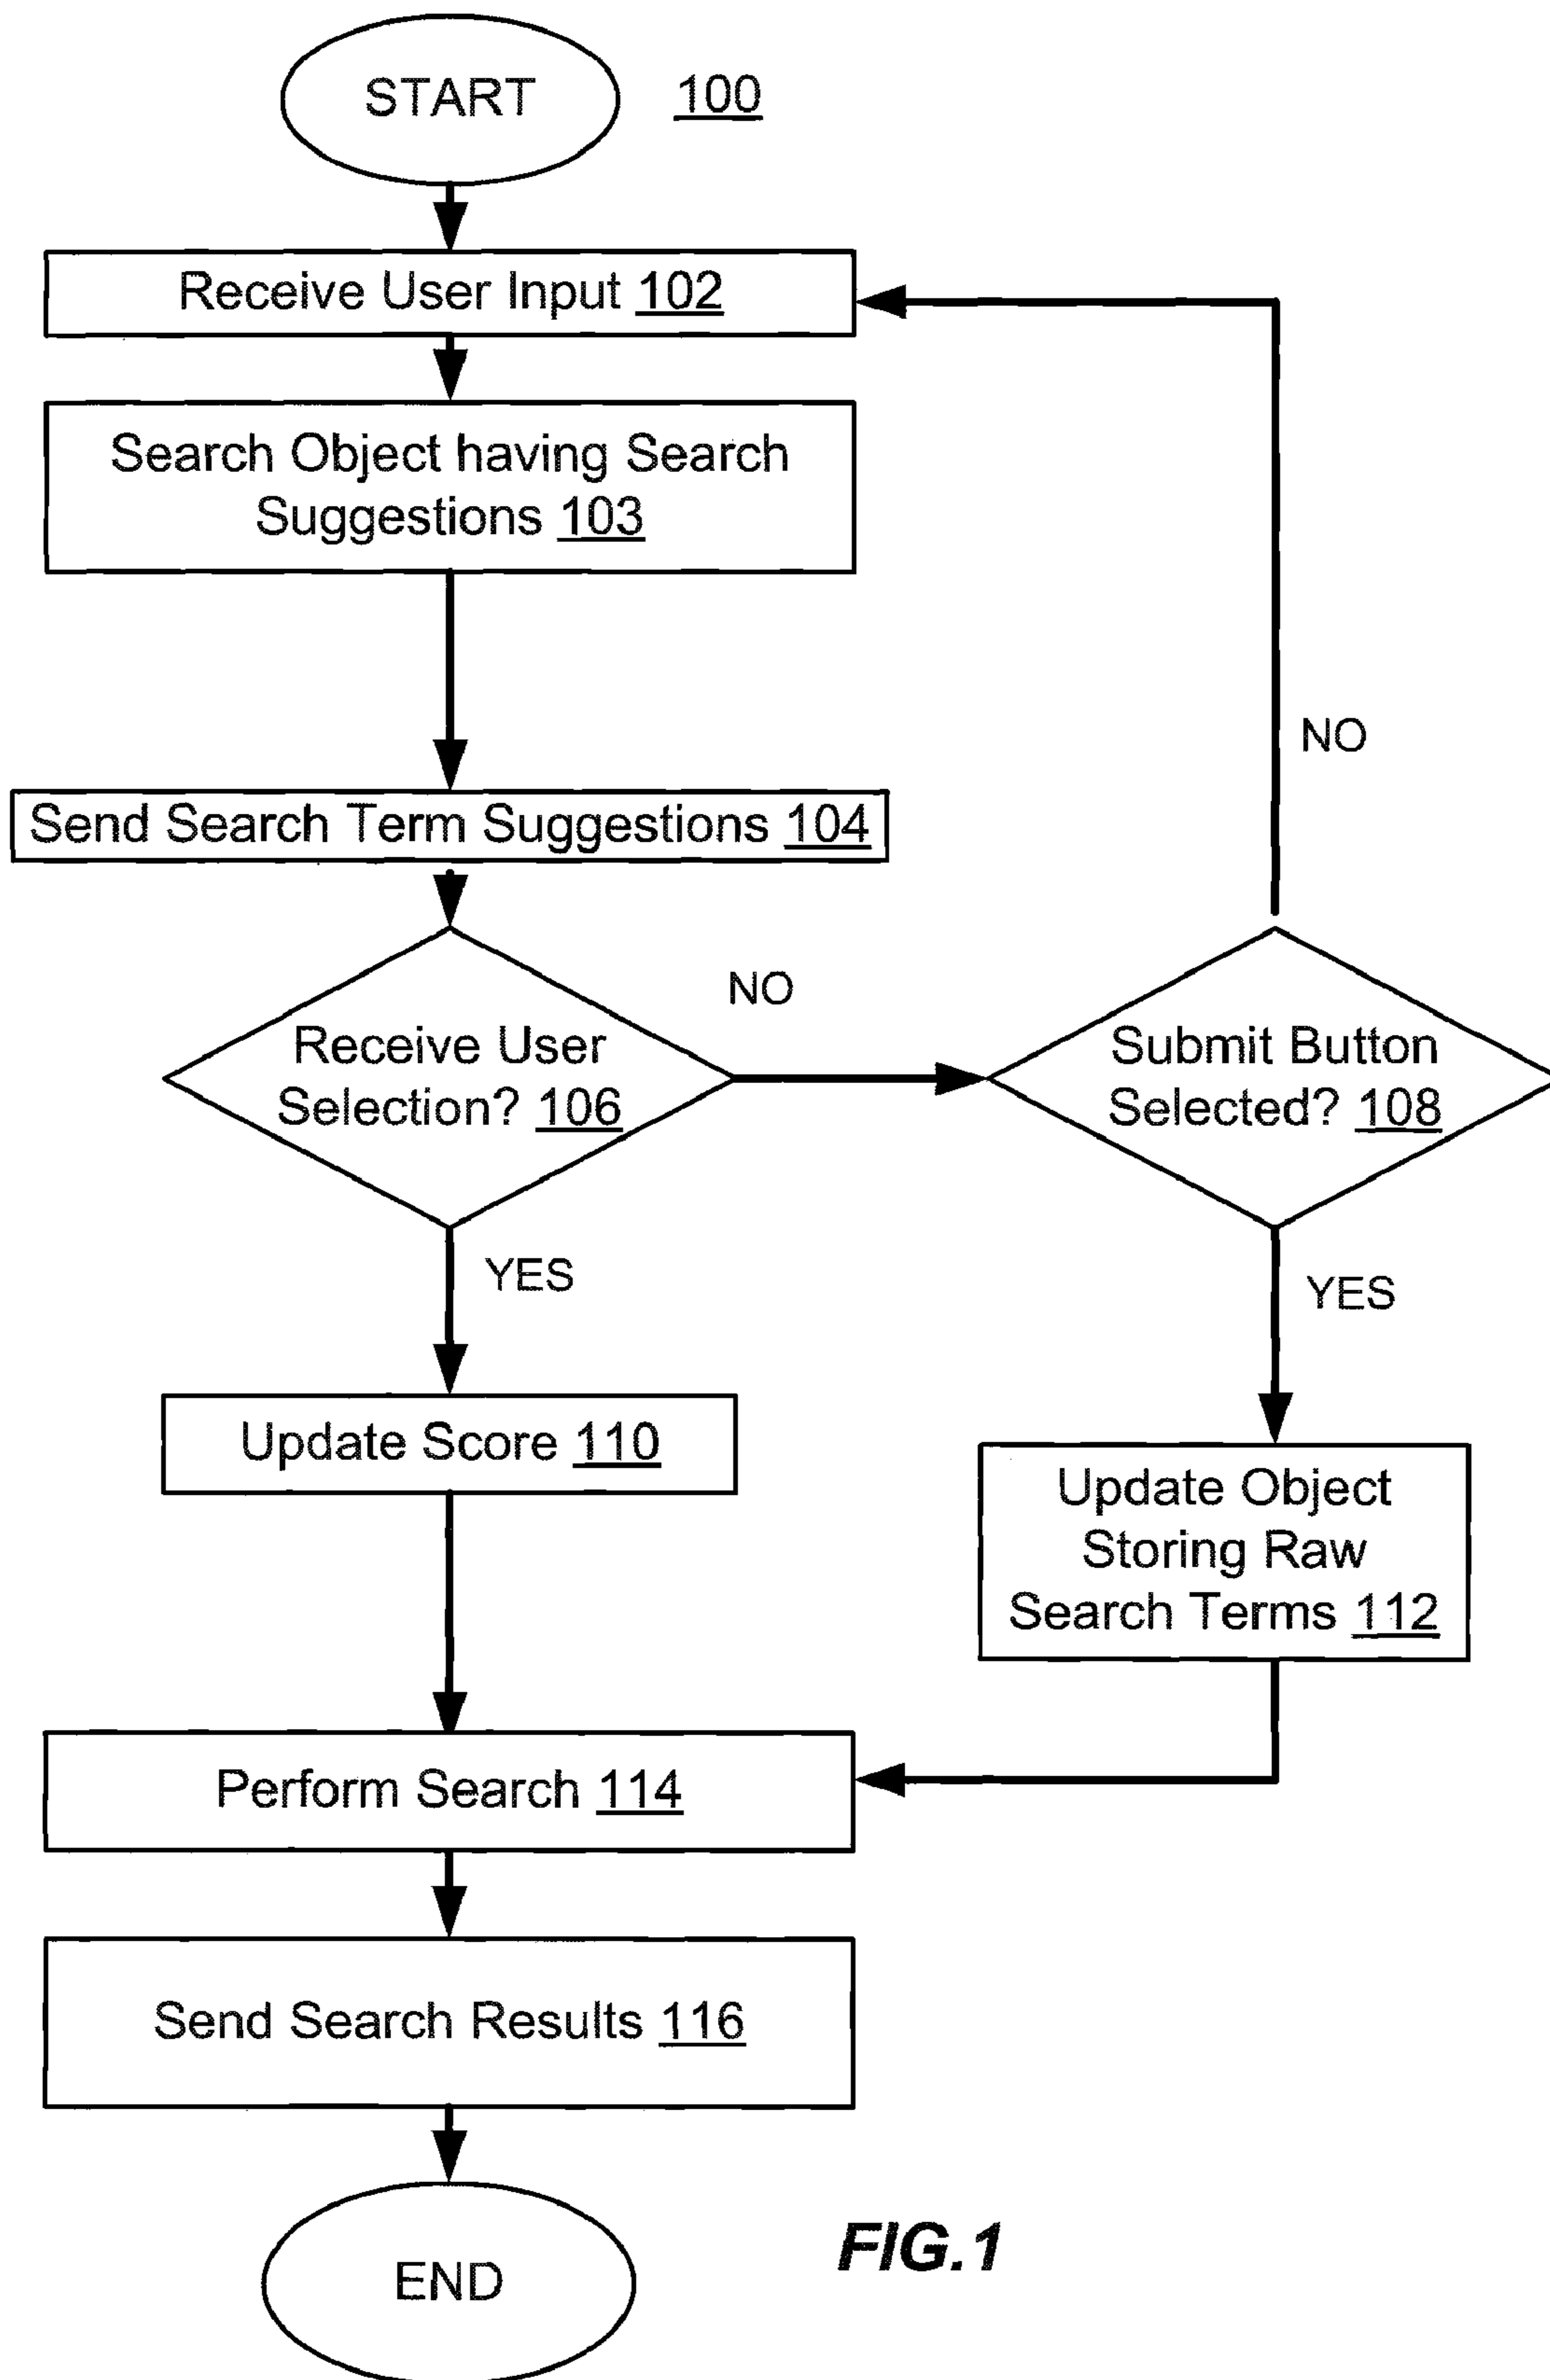 START
100
Receive User Input 102
Search Object having Search
Suggestions 103
NO
Send Search Term Suggestions 104
NO
Receive User
Selection? 106
Submit Button
Selected? 108
YES
YES
Update Score 110
Update Object
Storing Raw
Search Terms 112
Perform Search 114
Send Search Results 116
END
FIG.1